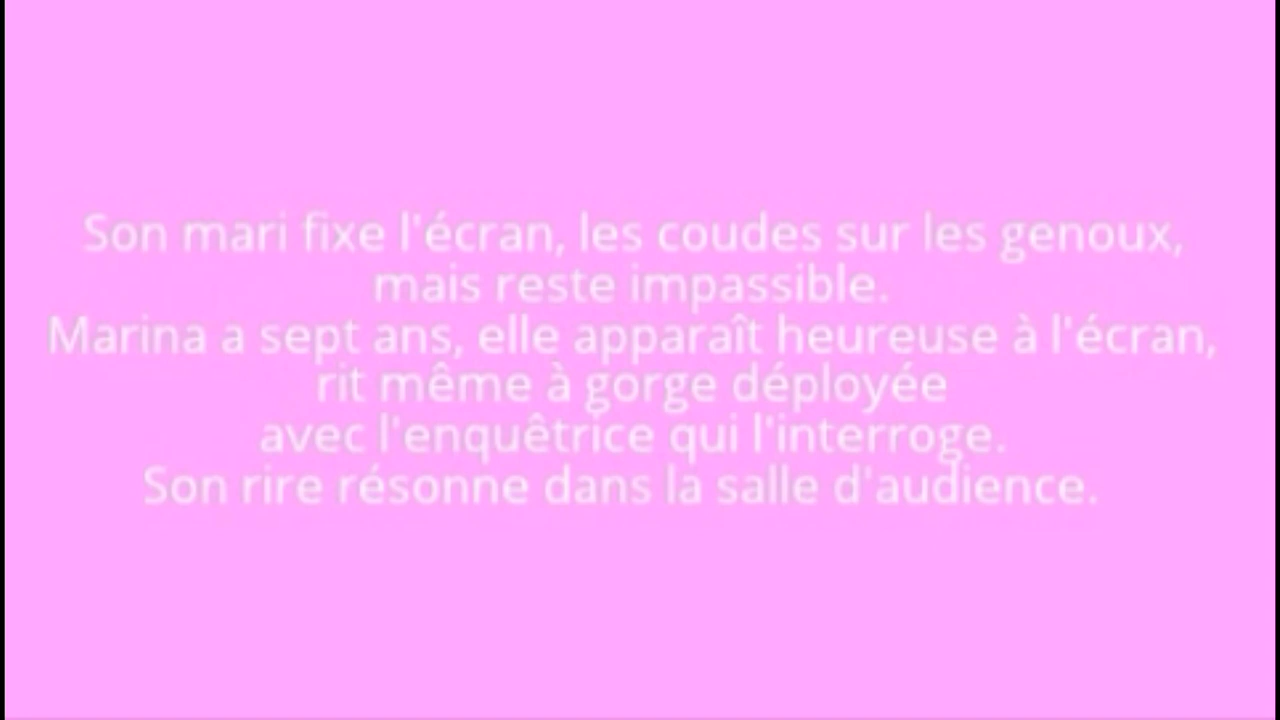 Son mari fixe l'écran, les coudes sur les genoux,
mais reste impassible.
Marina a sept ans, elle apparaît heureuse à l'écran,
rit même à gorge déployée
avec l'enquêtrice qui l'interroge.
Son rire résonne dans la salle d'audience.